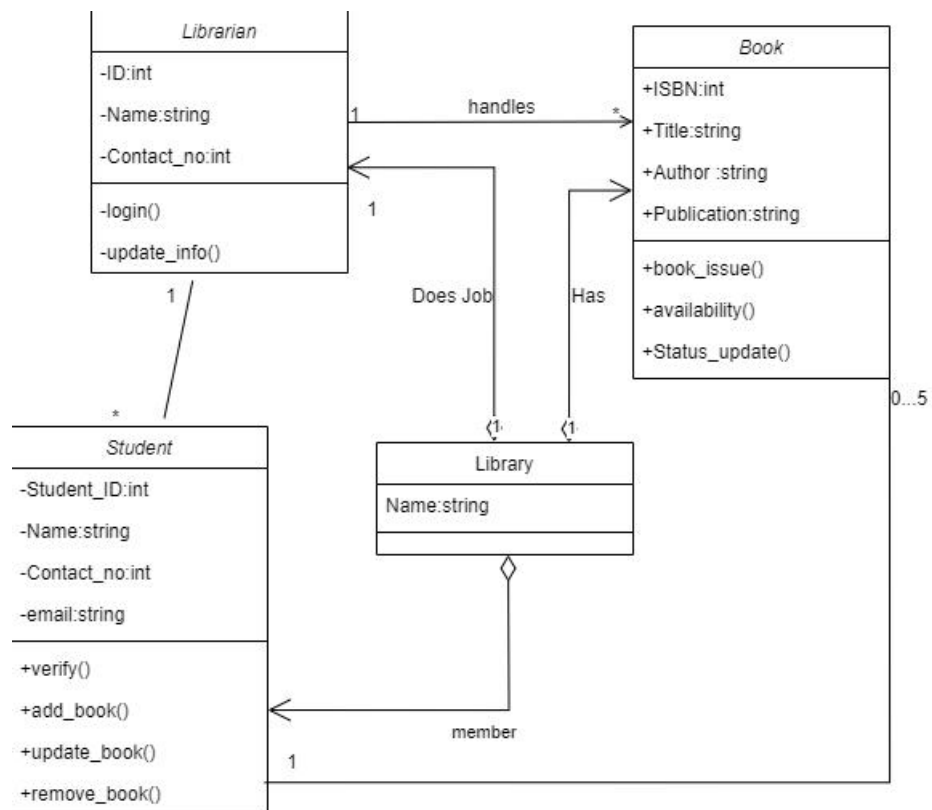 Librarian
-ID:int
-Name:string
-Contact_no:int
-login()
-update_info()
1
handles
*
Book
+ISBN:int
+Title:string
+Author :string
+Publication:string
+book_issue()
+availability()
+Status_update()
1
Does Job
Has
1
*
0...5
1
1
Library
Name:string
Student
-Student_ID:int
-Name:string
-Contact_no:int
-email:string
+verify()
+add_book()
+update_book()
+remove_book()
member
1